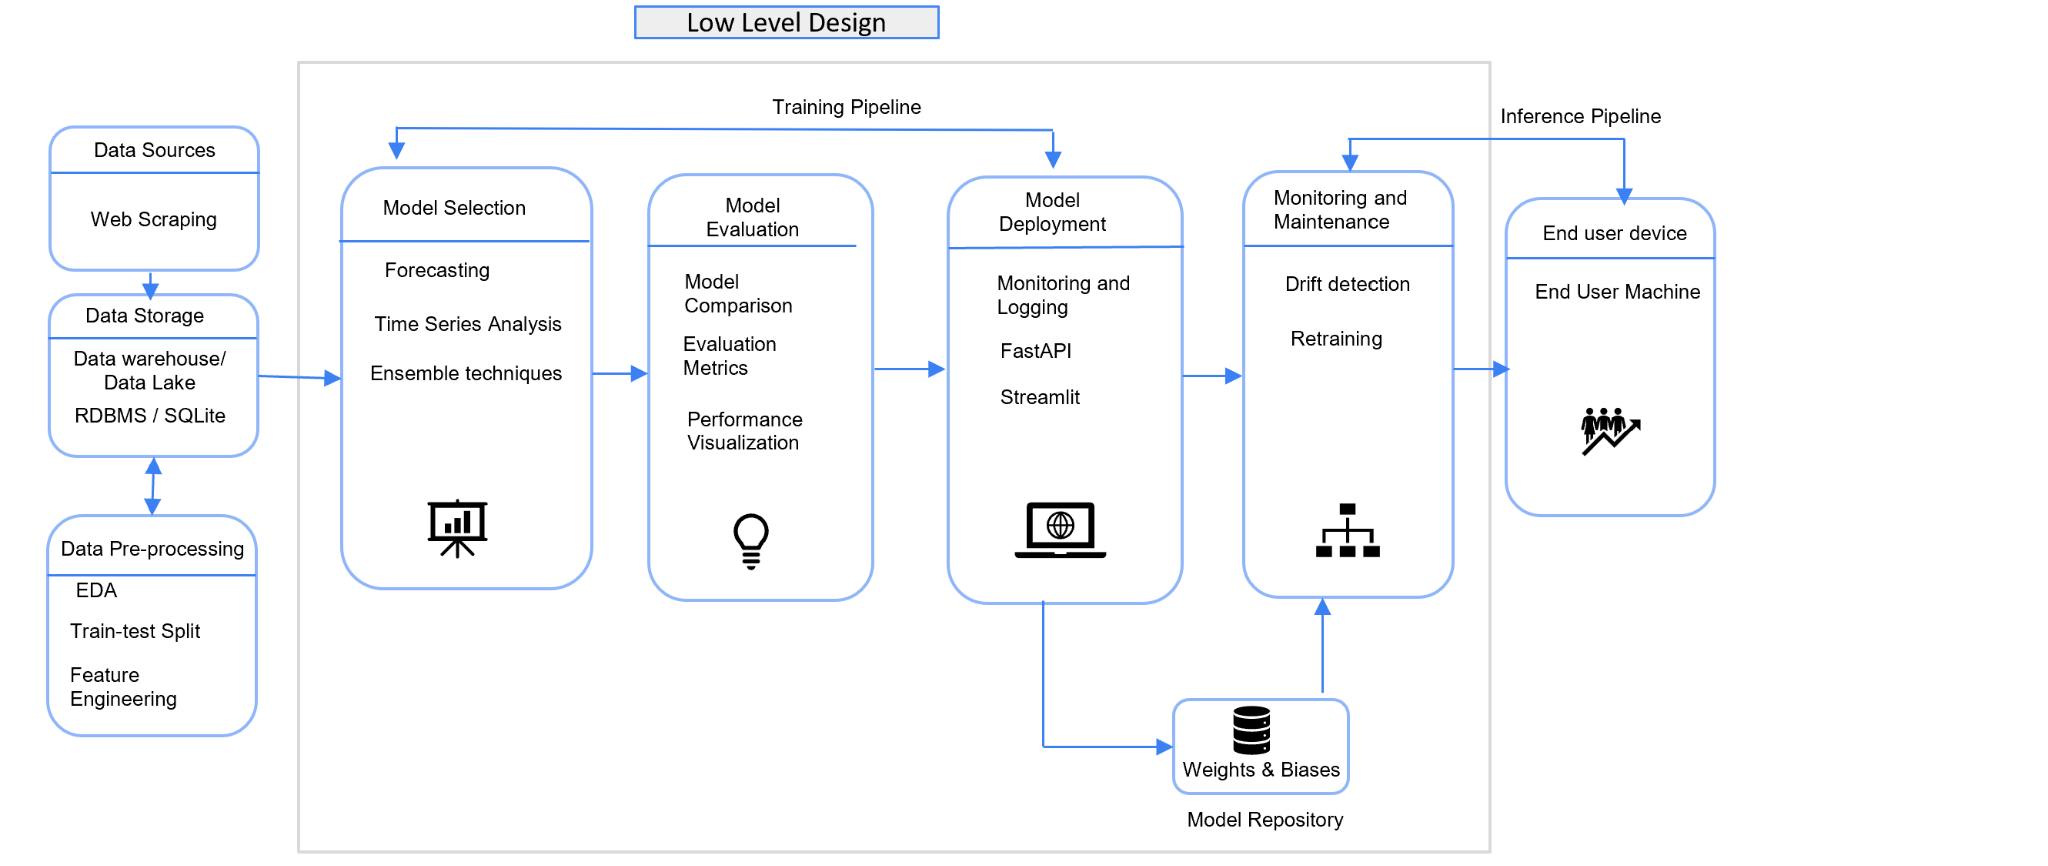 Low Level Design
Training Pipeline
Inference Pipeline
Data Sources
Web Scraping
Data Storage
Data warehouse/
Data Lake
RDBMS / SQLite
Data Pre-processing
EDA
Train-test Split
Feature
Engineering
Model Selection
Forecasting
Time Series Analysis
Ensemble techniques
Model
Evaluation
Model
Comparison
Evaluation
Metrics
Performance
Visualization
Model
Deployment
Monitoring and
Logging
FastAPI
Streamlit
Monitoring and
Maintenance
Drift detection
Retraining
End user device
End User Machine
Weights & Biases
Model Repository